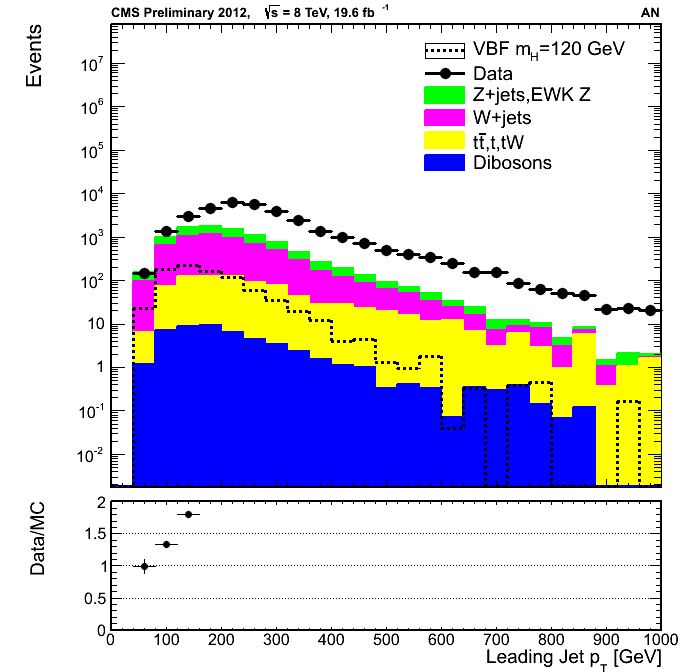 CMS Preliminary 2012, √s = 8 TeV, 19.6 fb⁻¹ AN
Events
VBF m_H=120 GeV
Data
Z+jets,EWK Z
W+jets
tt̄,t,tW
Dibosons
10⁷
10⁶
10⁵
10⁴
10³
10²
10
1
10⁻¹
10⁻²
Data/MC
2
1.5
1
0.5
0
0 100 200 300 400 500 600 700 800 900 1000
Leading Jet p_T [GeV]